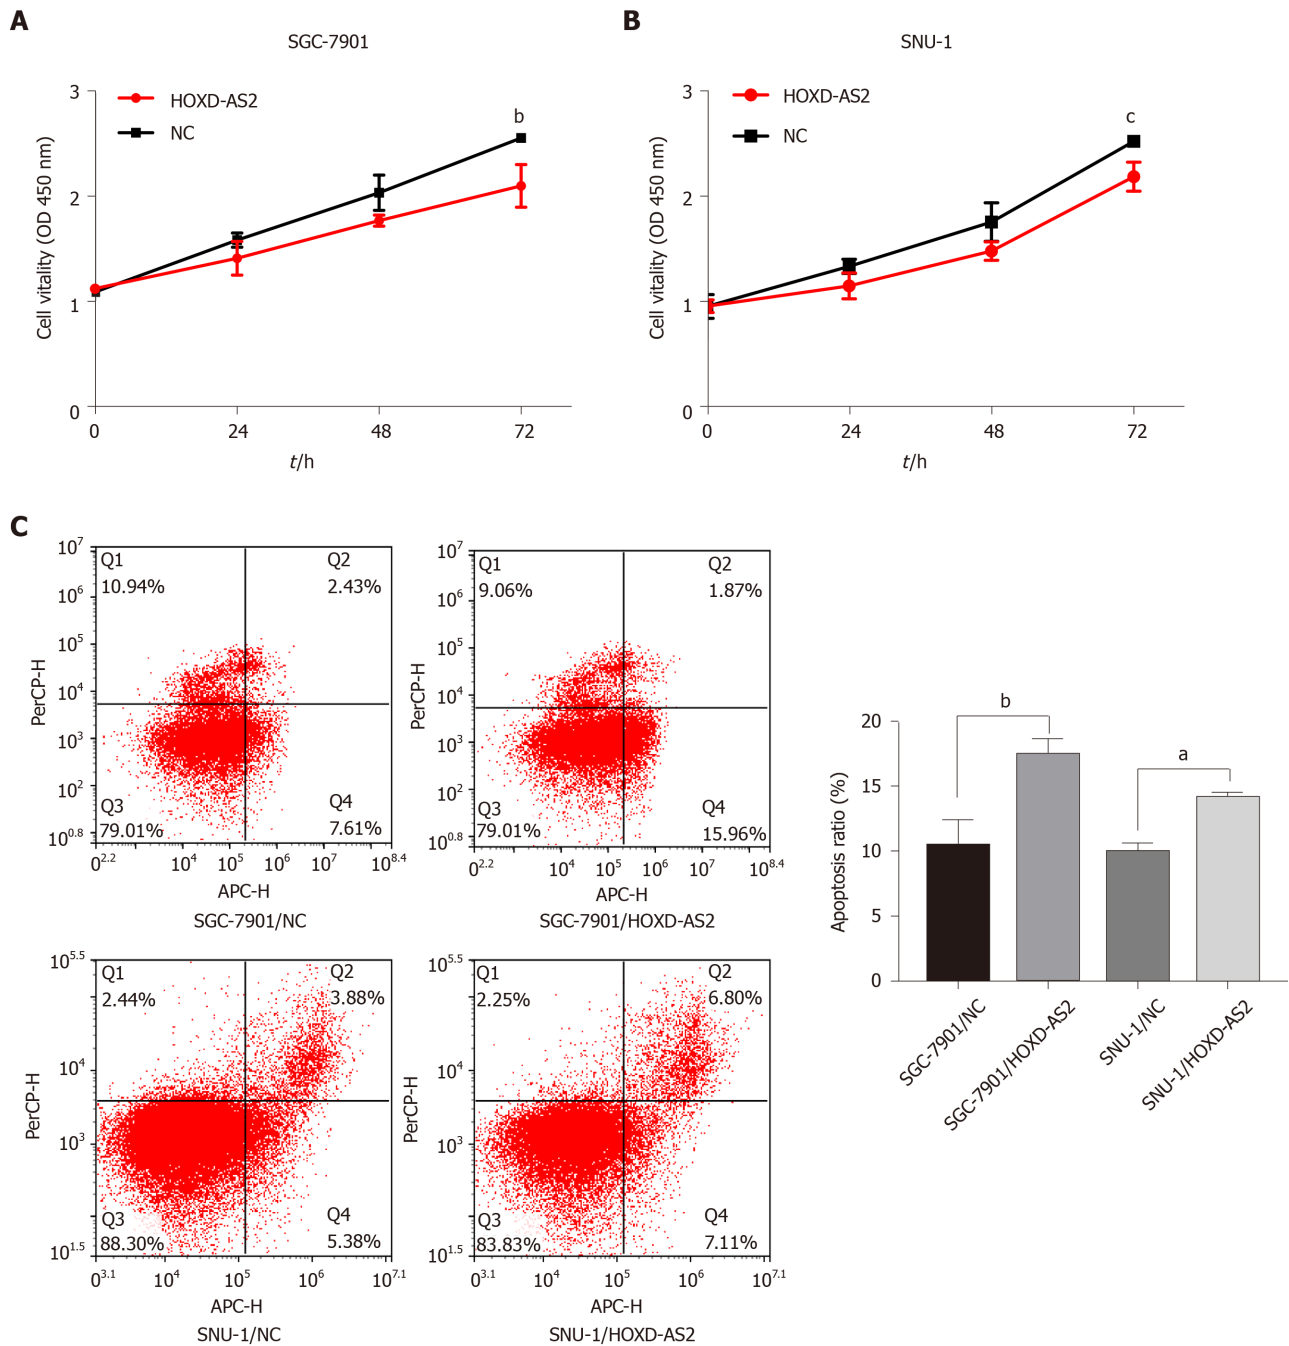 A
SGC-7901
HOXD-AS2
NC
b
Cell vitality (OD 450 nm)
3
2
1
0
0 24 48 72
t/h
B
SNU-1
HOXD-AS2
NC
c
Cell vitality (OD 450 nm)
3
2
1
0
0 24 48 72
t/h
C
Q1
10.94%
Q2
2.43%
Q3
79.01%
Q4
7.61%
PerCP-H
10^7
10^6
10^5
10^4
10^3
10^2
10^0.8
0^2.2 10^4 10^5 10^6 10^7 10^8.4
APC-H
SGC-7901/NC
Q1
9.06%
Q2
1.87%
Q3
79.01%
Q4
15.96%
PerCP-H
10^7
10^6
10^5
10^4
10^3
10^2
10^0.8
0^2.2 10^4 10^5 10^6 10^7 10^8.4
APC-H
SGC-7901/HOXD-AS2
Q1
2.44%
Q2
3.88%
Q3
88.30%
Q4
5.38%
PerCP-H
10^5.5
10^4
10^3
10^1.5
0^3.1 10^4 10^5 10^6 10^7.1
APC-H
SNU-1/NC
Q1
2.25%
Q2
6.80%
Q3
83.83%
Q4
7.11%
PerCP-H
10^5.5
10^4
10^3
10^1.5
0^3.1 10^4 10^5 10^6 10^7.1
APC-H
SNU-1/HOXD-AS2
Apoptosis ratio (%)
20
15
10
5
0
b
a
SGC-7901/NC
SGC-7901/HOXD-AS2
SNU-1/NC
SNU-1/HOXD-AS2